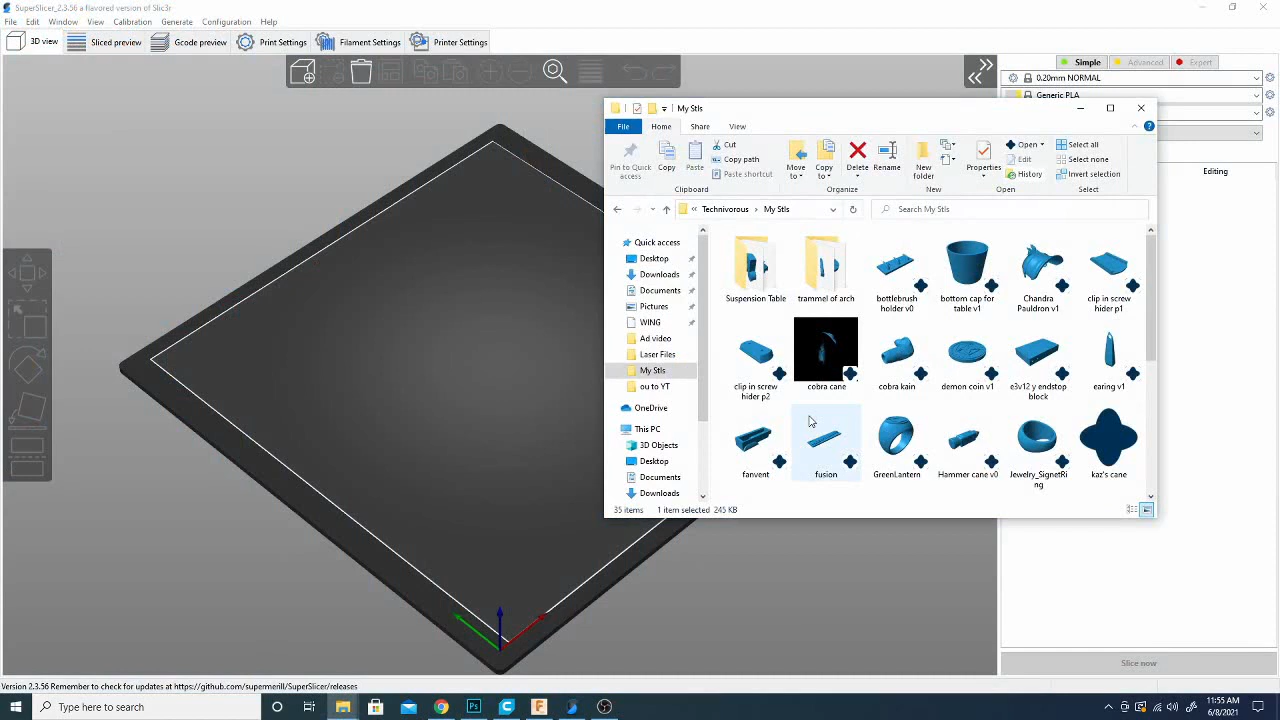 SuperSlicer_2.3.56 a flavored version of Slic3r
File Edit Window View Calibration Generate Configuration Help
3D view Sliced preview Gcode preview Print Settings Filament Settings Printer Settings
Simple Advanced Expert
0.20mm NORMAL
Generic PLA
Editing
My Stls
File Home Share View
Pin to Quick access
Copy
Paste
Cut
Copy path
Paste shortcut
Move to
Copy to
Delete
Rename
New folder
Properties
Open
Edit
History
Select all
Select none
Invert selection
Clipboard Organize New Open Select
« Technivorous › My Stls
Search My Stls
Quick access
Desktop
Downloads
Documents
Pictures
WING
Ad video
Laser Files
My Stls
ou to YT
OneDrive
This PC
3D Objects
Desktop
Documents
Downloads
Suspension Table
trammel of arch
bottlebrush holder v0
bottom cap for table v1
Chandra Pauldron v1
clip in screw hider p1
clip in screw hider p2
cobra cane
cobra kain
demon coin v1
e3v12 y endstop block
earing v1
fanvent
fusion
GreenLantern
Hammer cane v0
Jewelry_SignetRing
kaz's cane
35 items 1 item selected 245 KB
Slice now
Version 2.3.56 Remember to check for updates at https://github.com/supermerill/SuperSlicer/releases
Type here to search
11:55 AM
6/8/2021